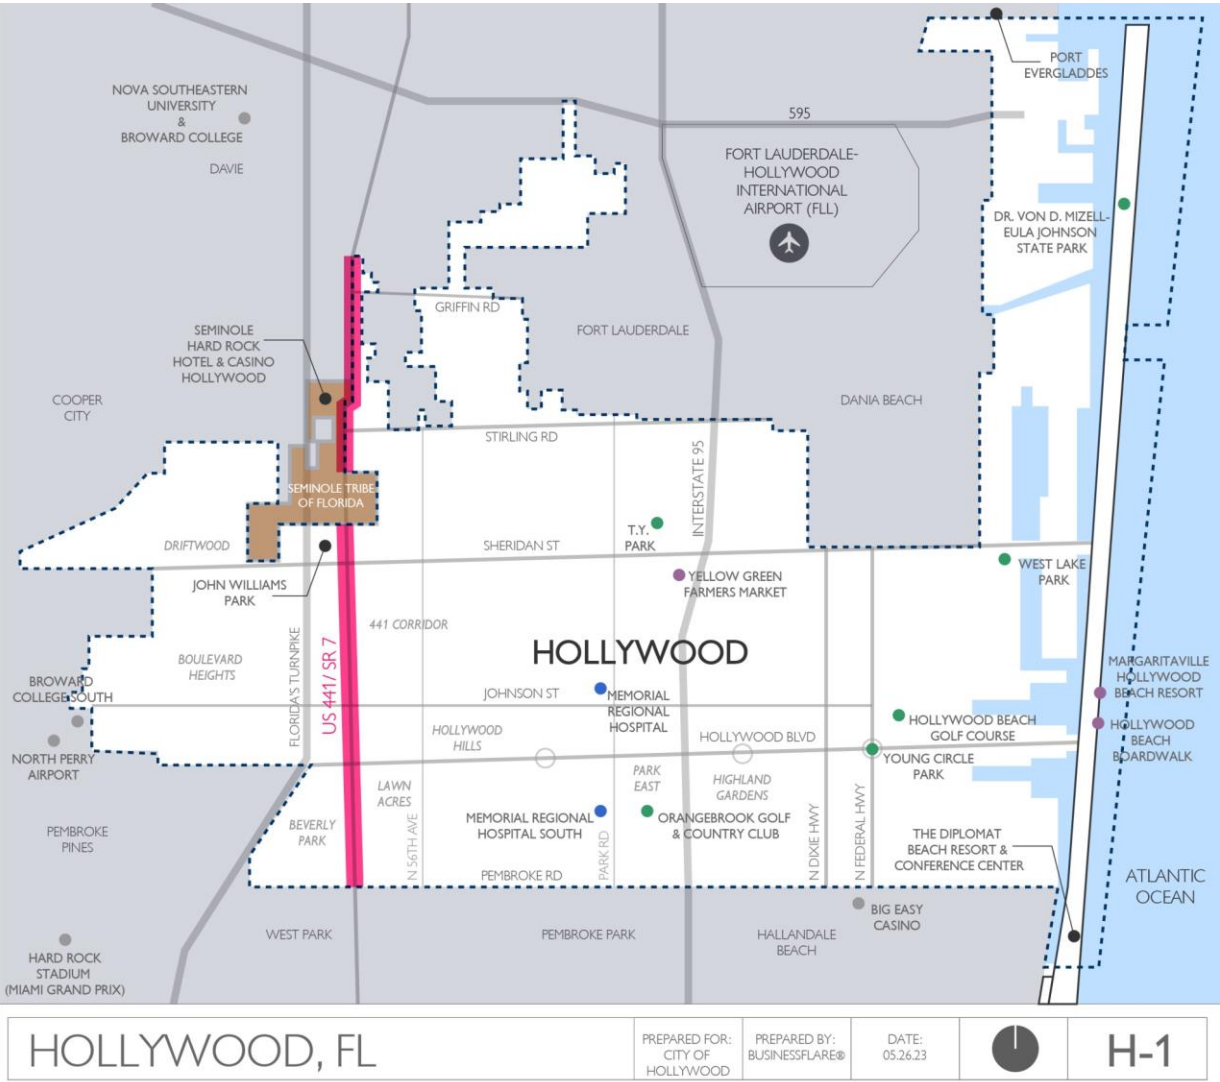 PORT
EVERGLADDES
NOVA SOUTHEASTERN
UNIVERSITY
&
BROWARD COLLEGE
DAVIE
595
FORT LAUDERDALE-
HOLLYWOOD
INTERNATIONAL
AIRPORT (FLL)
DR. VON D. MIZELL-
EULA JOHNSON
STATE PARK
GRIFFIN RD
FORT LAUDERDALE
SEMINOLE
HARD ROCK
HOTEL & CASINO
HOLLYWOOD
COOPER
CITY
DANIA BEACH
STIRLING RD
INTERSTATE 95
SEMINOLE TRIBE
OF FLORIDA
T.Y.
PARK
DRIFTWOOD
SHERIDAN ST
WEST LAKE
PARK
YELLOW GREEN
FARMERS MARKET
JOHN WILLIAMS
PARK
441 CORRIDOR
FLORIDA'S TURNPIKE
US 441/ SR 7
HOLLYWOOD
BOULEVARD
HEIGHTS
MARGARITAVILLE
HOLLYWOOD
BEACH RESORT
BROWARD
COLLEGE SOUTH
JOHNSON ST
MEMORIAL
REGIONAL
HOSPITAL
HOLLYWOOD BEACH
GOLF COURSE
HOLLYWOOD
BEACH
BOARDWALK
HOLLYWOOD
HILLS
HOLLYWOOD BLVD
NORTH PERRY
AIRPORT
YOUNG CIRCLE
PARK
PARK
EAST
HIGHLAND
GARDENS
LAWN
ACRES
N 56TH AVE
PARK RD
N DIXIE HWY
N FEDERAL HWY
BEVERLY
PARK
MEMORIAL REGIONAL
HOSPITAL SOUTH
ORANGEBROOK GOLF
& COUNTRY CLUB
PEMBROKE
PINES
THE DIPLOMAT
BEACH RESORT &
CONFERENCE CENTER
PEMBROKE RD
ATLANTIC
OCEAN
BIG EASY
CASINO
WEST PARK
PEMBROKE PARK
HALLANDALE
BEACH
HARD ROCK
STADIUM
(MIAMI GRAND PRIX)
HOLLYWOOD, FL
PREPARED FOR:
CITY OF
HOLLYWOOD
PREPARED BY:
BUSINESSFLARE®
DATE:
05.26.23
H-1